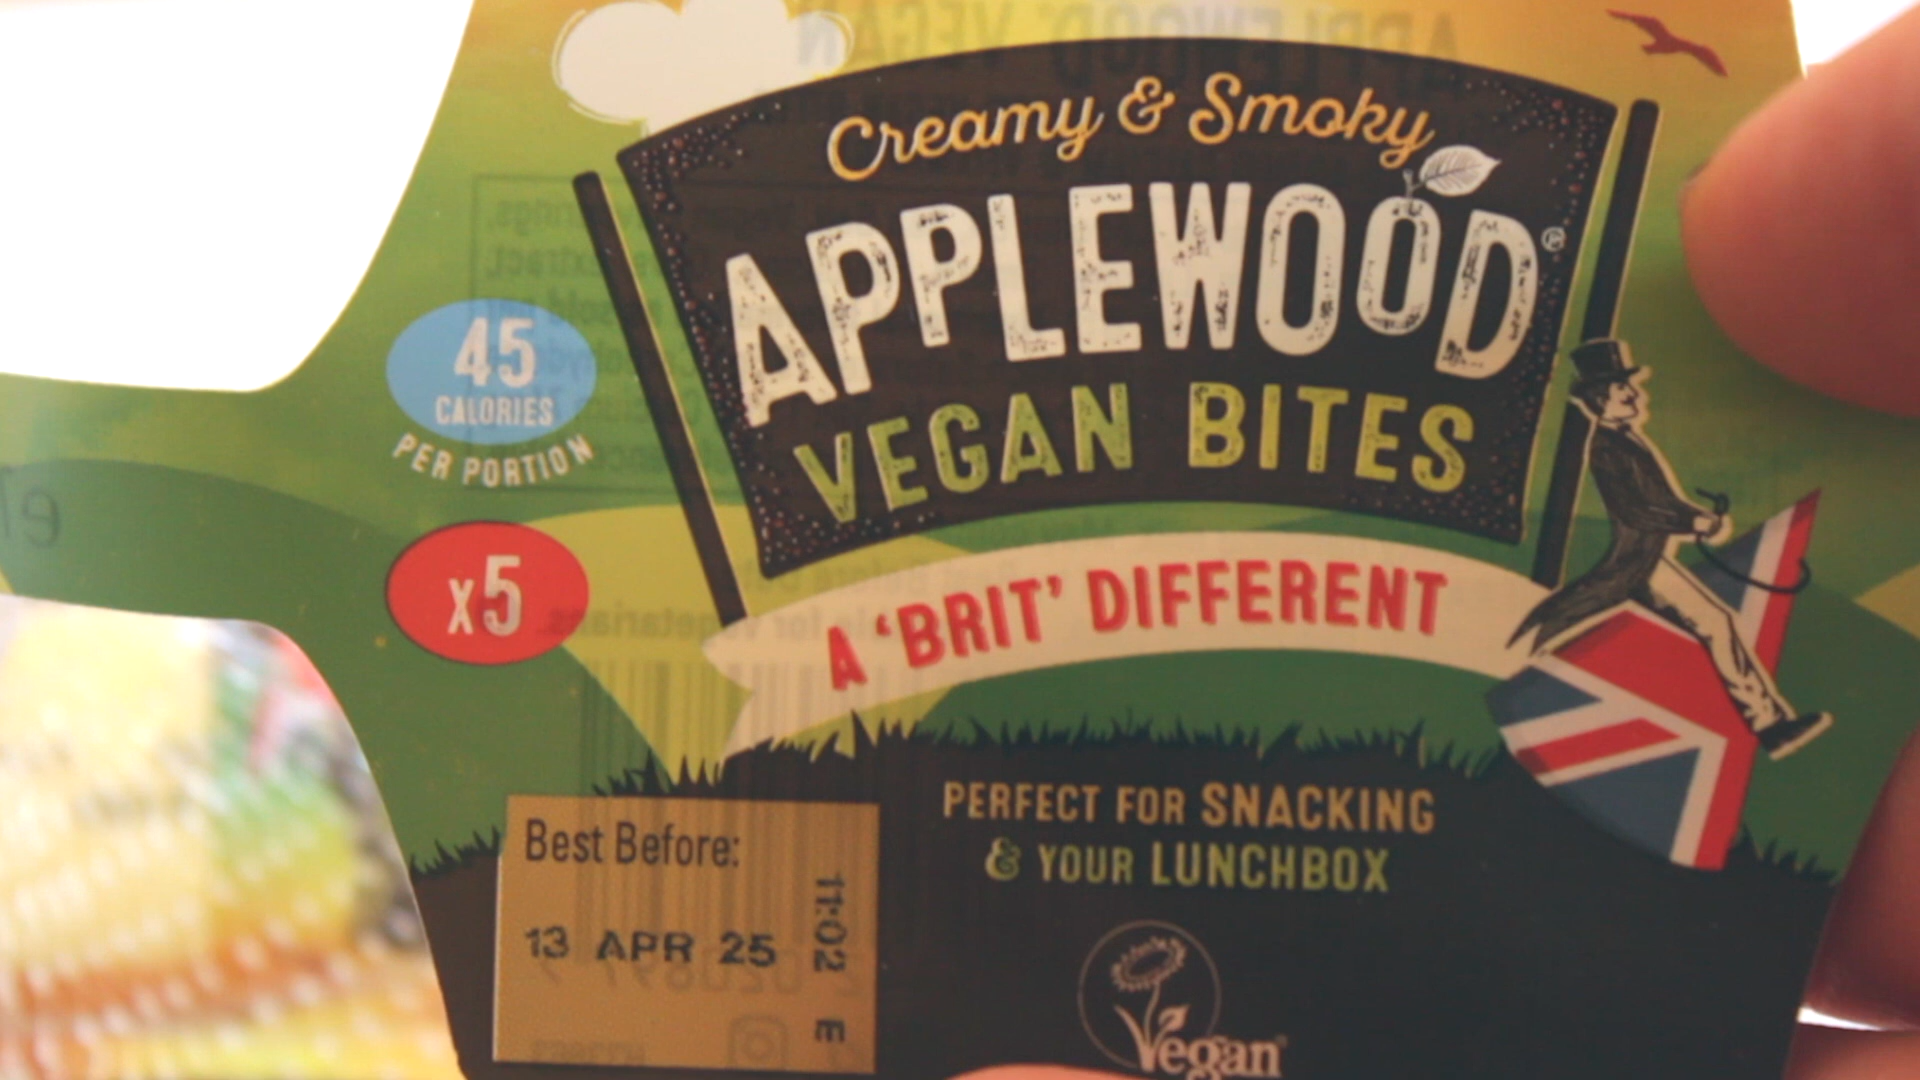 Creamy & Smoky
APPLEWOOD®
VEGAN BITES
45
CALORIES
PER PORTION
x5
A ‘BRIT’ DIFFERENT
PERFECT FOR SNACKING
& YOUR LUNCHBOX
Best Before:
13 APR 25
11:02 E
Vegan